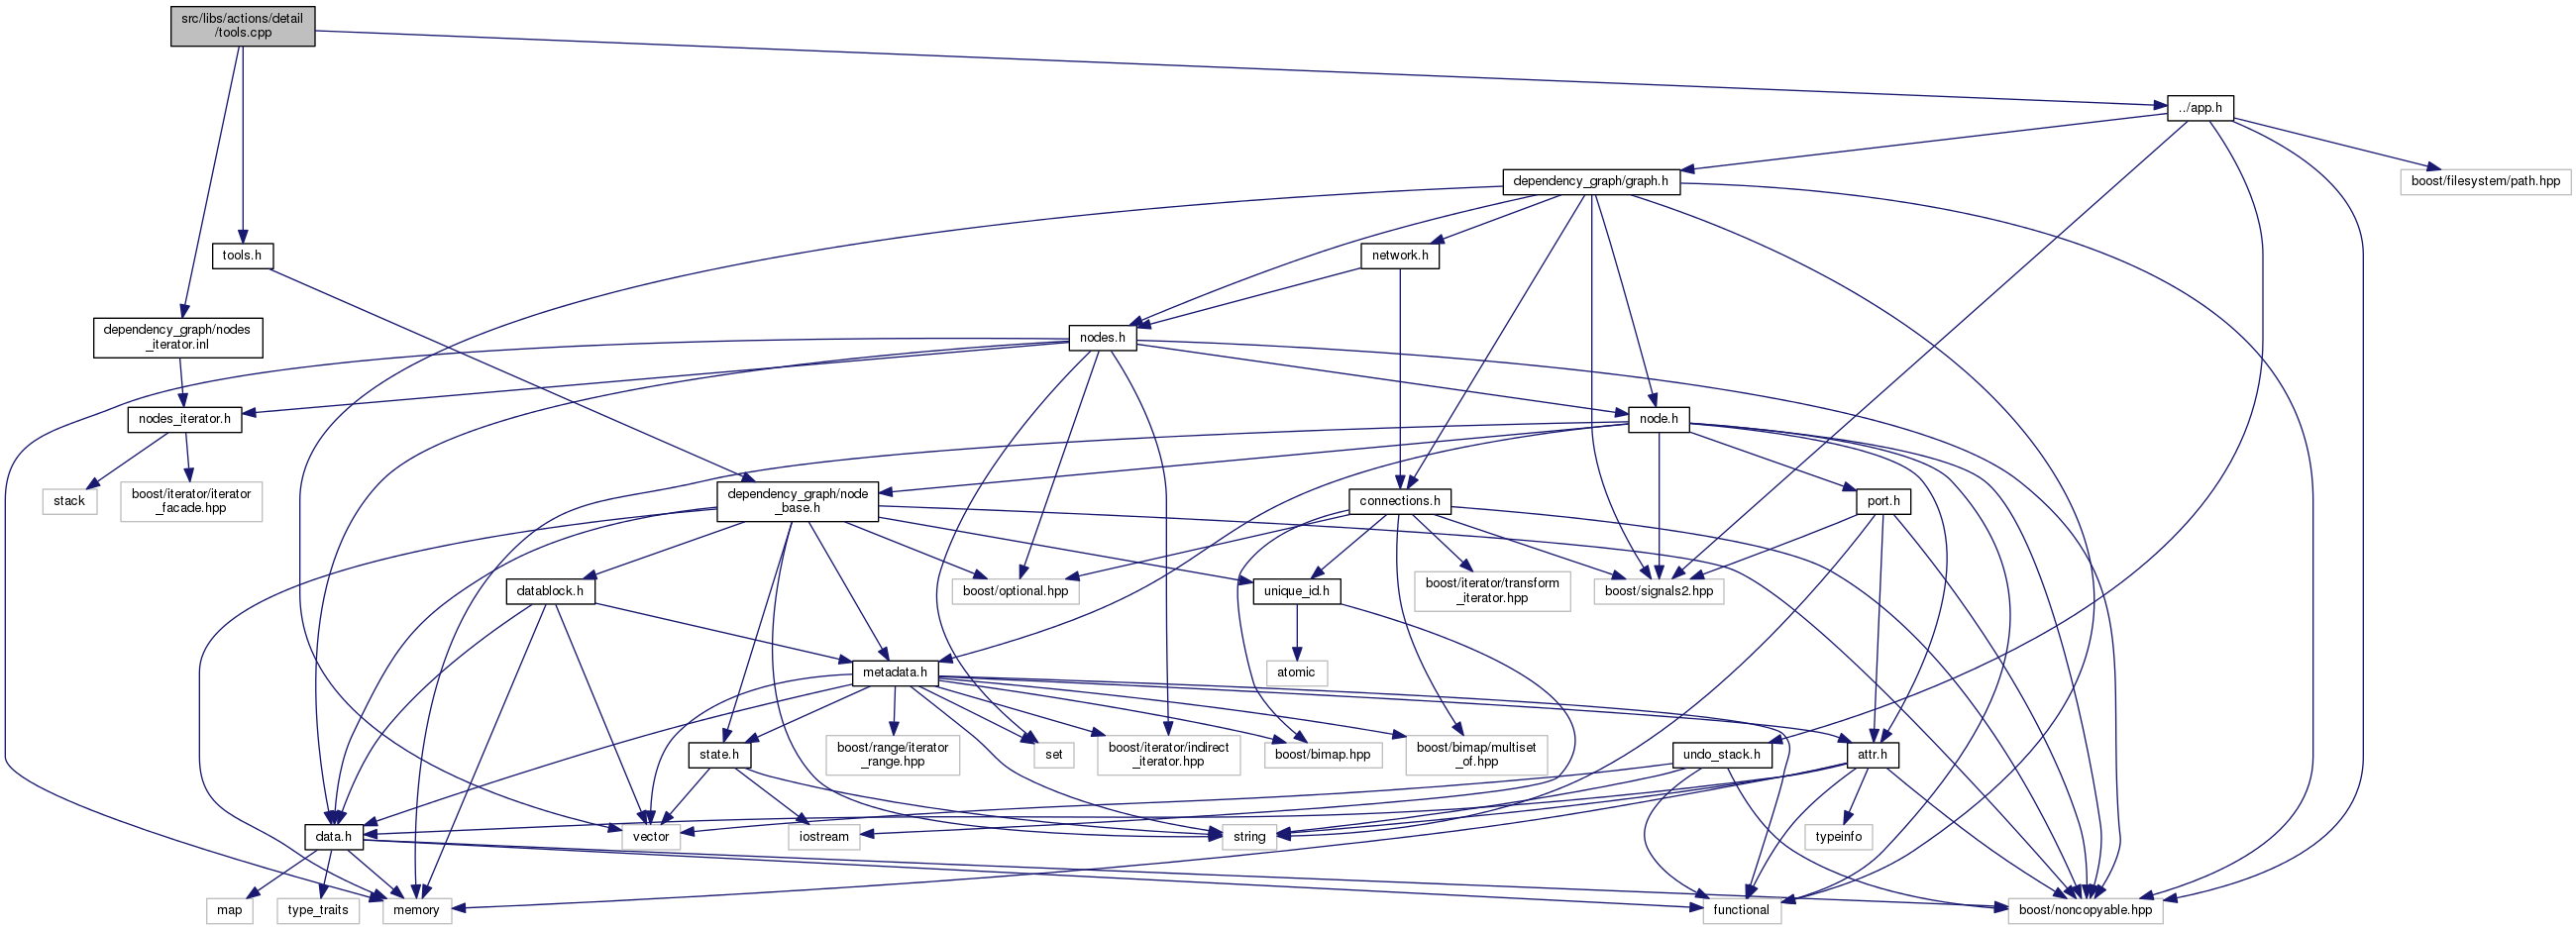 src/libs/actions/detail
/tools.cpp
../app.h
dependency_graph/graph.h
boost/filesystem/path.hpp
tools.h
network.h
dependency_graph/nodes
_iterator.inl
nodes.h
nodes_iterator.h
node.h
stack
boost/iterator/iterator
_facade.hpp
dependency_graph/node
_base.h
connections.h
port.h
datablock.h
boost/optional.hpp
unique_id.h
boost/iterator/transform
_iterator.hpp
boost/signals2.hpp
metadata.h
atomic
state.h
boost/range/iterator
_range.hpp
set
boost/iterator/indirect
_iterator.hpp
boost/bimap.hpp
boost/bimap/multiset
_of.hpp
undo_stack.h
attr.h
data.h
vector
iostream
string
typeinfo
map
type_traits
memory
functional
boost/noncopyable.hpp